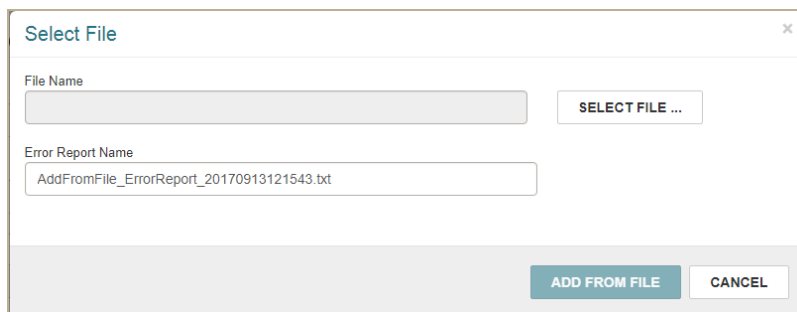 Select File
×
File Name
SELECT FILE ...
Error Report Name
AddFromFile_ErrorReport_20170913121543.txt
ADD FROM FILE
CANCEL